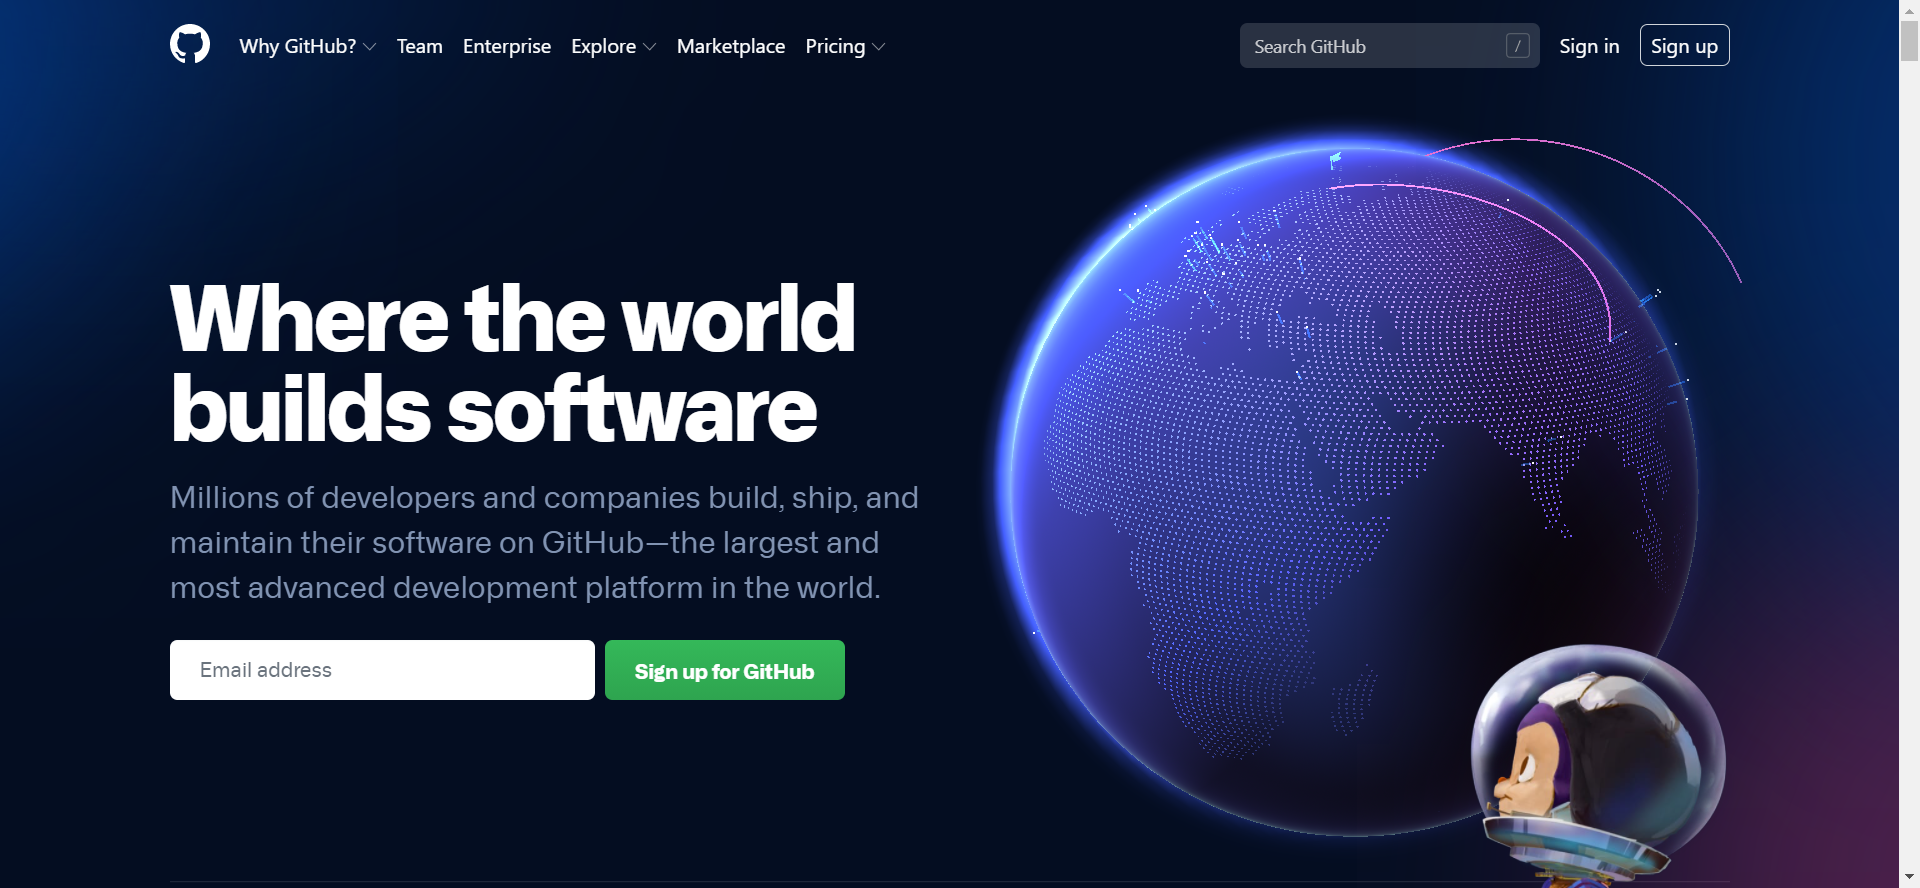 Why GitHub? Team Enterprise Explore Marketplace Pricing Search GitHub / Sign in Sign up
Where the world
builds software
Millions of developers and companies build, ship, and
maintain their software on GitHub—the largest and
most advanced development platform in the world.
Email address Sign up for GitHub